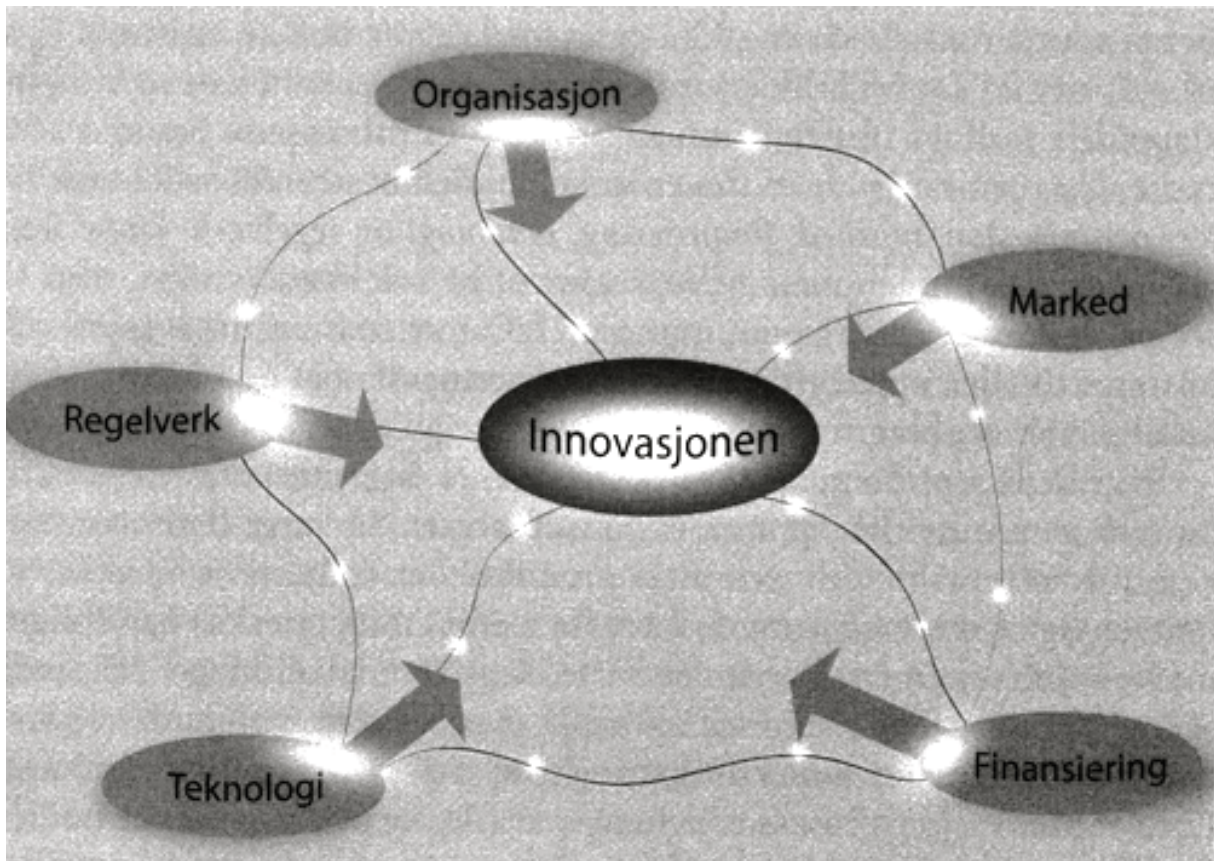 Organisasjon
Marked
Regelverk
Innovasjonen
Teknologi
Finansiering